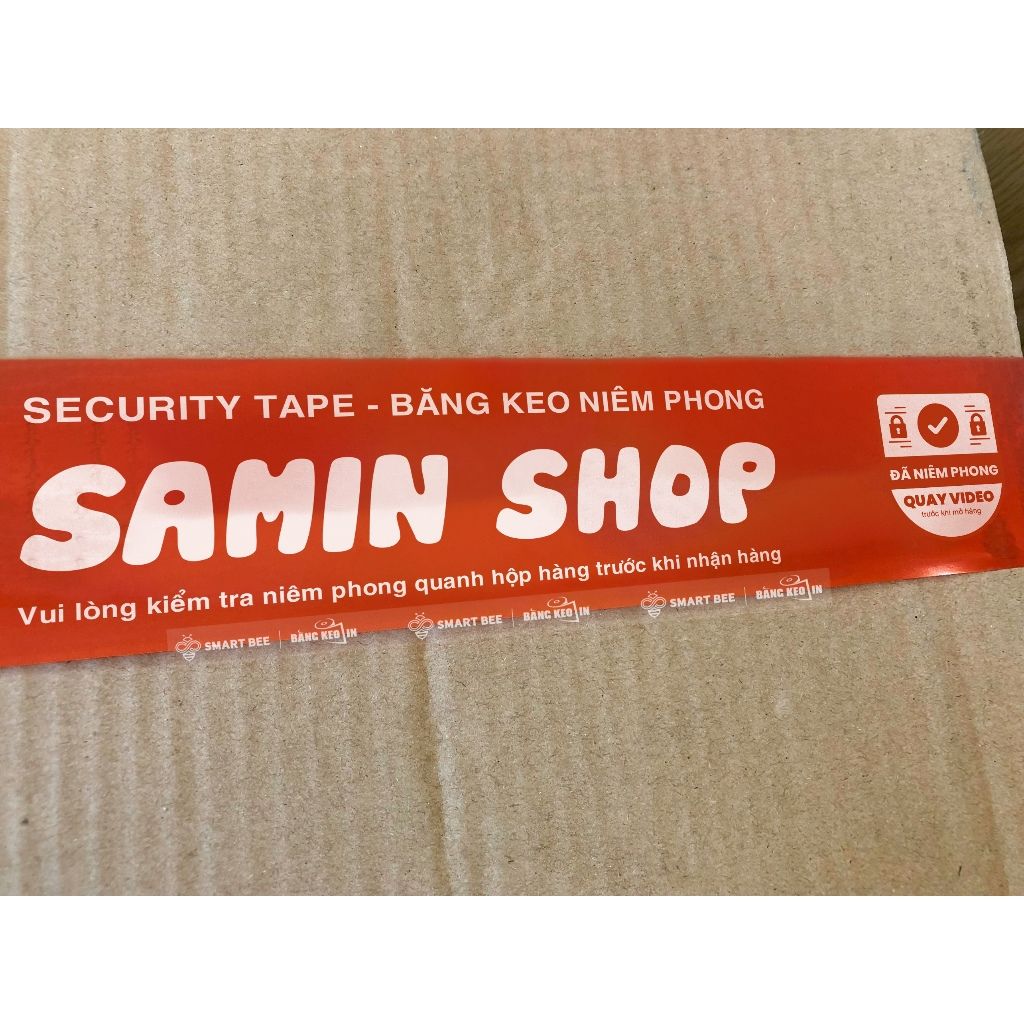 SECURITY TAPE - BĂNG KEO NIÊM PHONG
SAMIN SHOP
Vui lòng kiểm tra niêm phong quanh hộp hàng trước khi nhận hàng
ĐÃ NIÊM PHONG
QUAY VIDEO
trước khi mở hàng
SMART BEE | BĂNG KEO IN
SMART BEE | BĂNG KEO IN
SMART BEE | BĂNG KEO IN